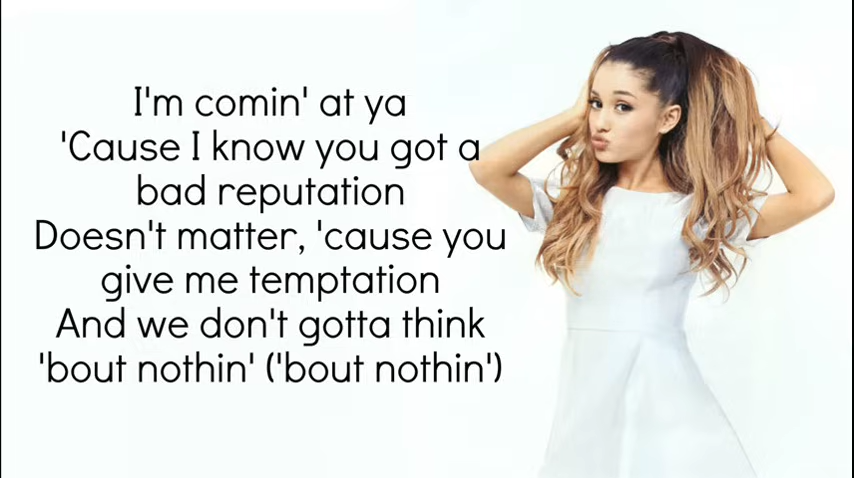 I'm comin' at ya
'Cause I know you got a
bad reputation
Doesn't matter, 'cause you
give me temptation
And we don't gotta think
'bout nothin' ('bout nothin')